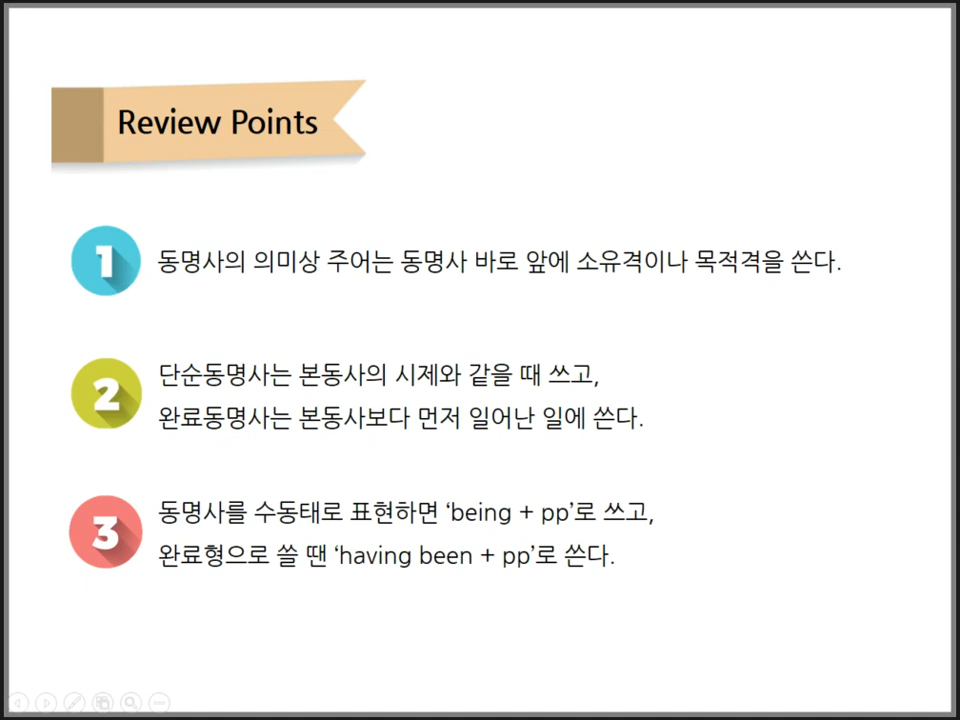 Review Points
1 동명사의 의미상 주어는 동명사 바로 앞에 소유격이나 목적격을 쓴다.
2 단순동명사는 본동사의 시제와 같을 때 쓰고,
완료동명사는 본동사보다 먼저 일어난 일에 쓴다.
3 동명사를 수동태로 표현하면 ‘being + pp’로 쓰고,
완료형으로 쓸 땐 ‘having been + pp’로 쓴다.